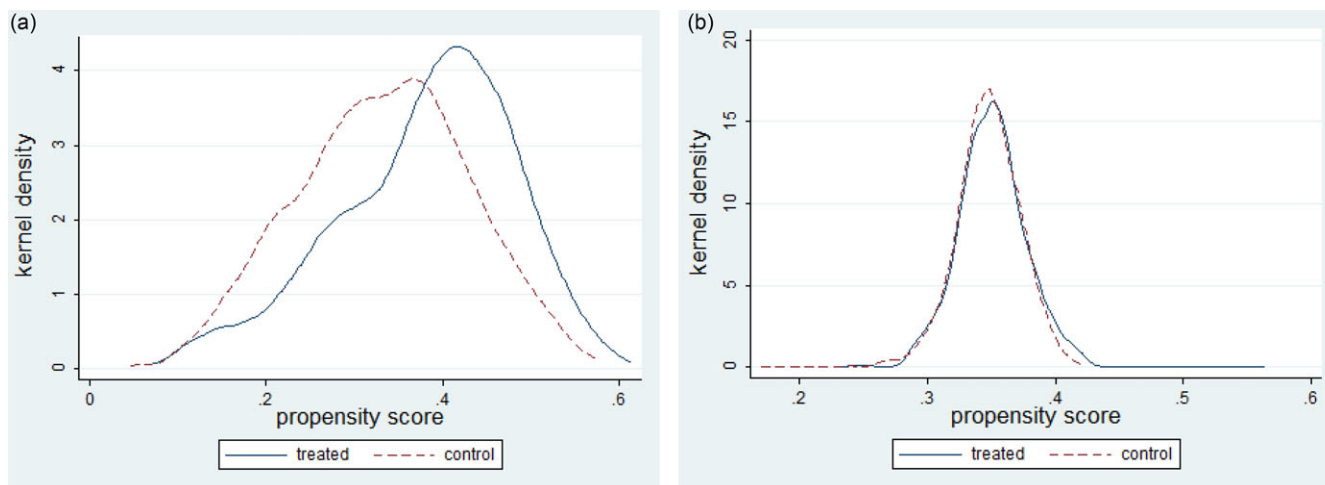 (a)
kernel density
4
3
2
1
0
0 .2 .4 .6
propensity score
treated control
(b)
kernel density
20
15
10
5
0
.2 .3 .4 .5 .6
propensity score
treated control